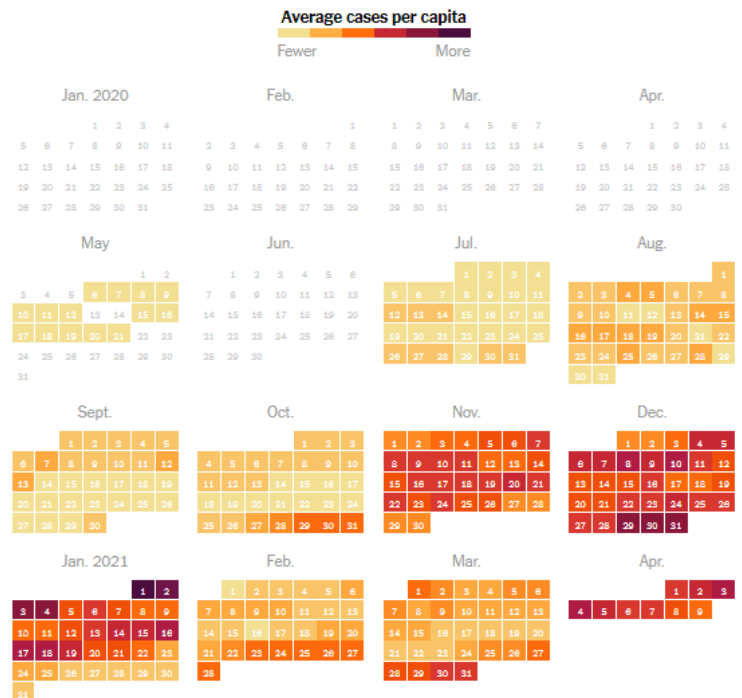 Average cases per capita
Fewer More
Jan. 2020
1 2 3 4
5 6 7 8 9 10 11
12 13 14 15 16 17 18
19 20 21 22 23 24 25
26 27 28 29 30 31
Feb.
1
2 3 4 5 6 7 8
9 10 11 12 13 14 15
16 17 18 19 20 21 22
23 24 25 26 27 28 29
Mar.
1 2 3 4 5 6 7
8 9 10 11 12 13 14
15 16 17 18 19 20 21
22 23 24 25 26 27 28
29 30 31
Apr.
1 2 3 4
5 6 7 8 9 10 11
12 13 14 15 16 17 18
19 20 21 22 23 24 25
26 27 28 29 30
May
1 2
3 4 5 6 7 8 9
10 11 12 13 14 15 16
17 18 19 20 21 22 23
24 25 26 27 28 29 30
31
Jun.
1 2 3 4 5 6
7 8 9 10 11 12 13
14 15 16 17 18 19 20
21 22 23 24 25 26 27
28 29 30
Jul.
1 2 3 4
5 6 7 8 9 10 11
12 13 14 15 16 17 18
19 20 21 22 23 24 25
26 27 28 29 30 31
Aug.
1
2 3 4 5 6 7 8
9 10 11 12 13 14 15
16 17 18 19 20 21 22
23 24 25 26 27 28 29
30 31
Sept.
1 2 3 4 5
6 7 8 9 10 11 12
13 14 15 16 17 18 19
20 21 22 23 24 25 26
27 28 29 30
Oct.
1 2 3
4 5 6 7 8 9 10
11 12 13 14 15 16 17
18 19 20 21 22 23 24
25 26 27 28 29 30 31
Nov.
1 2 3 4 5 6 7
8 9 10 11 12 13 14
15 16 17 18 19 20 21
22 23 24 25 26 27 28
29 30
Dec.
1 2 3 4 5
6 7 8 9 10 11 12
13 14 15 16 17 18 19
20 21 22 23 24 25 26
27 28 29 30 31
Jan. 2021
1 2
3 4 5 6 7 8 9
10 11 12 13 14 15 16
17 18 19 20 21 22 23
24 25 26 27 28 29 30
31
Feb.
1 2 3 4 5 6
7 8 9 10 11 12 13
14 15 16 17 18 19 20
21 22 23 24 25 26 27
28
Mar.
1 2 3 4 5 6
7 8 9 10 11 12 13
14 15 16 17 18 19 20
21 22 23 24 25 26 27
28 29 30 31
Apr.
1 2 3
4 5 6 7 8 9